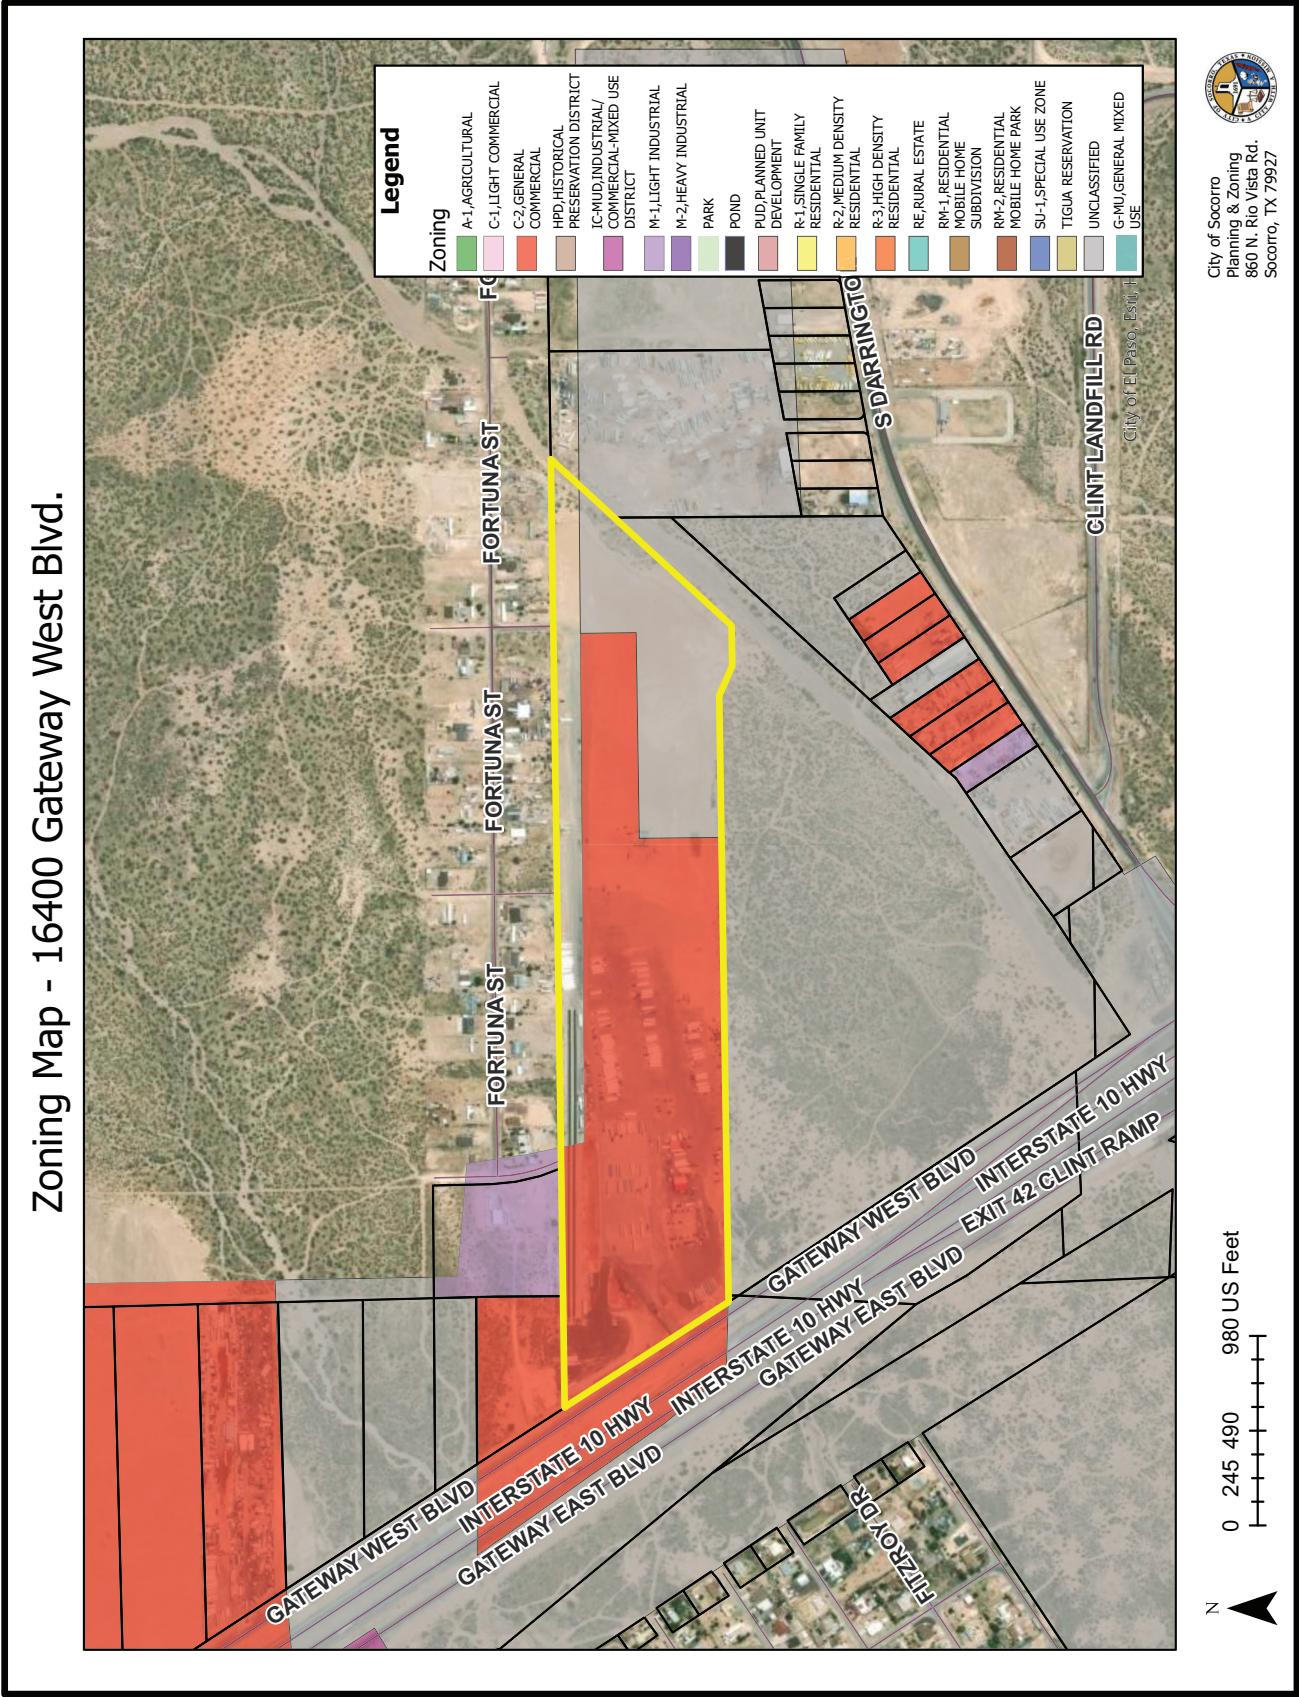 Zoning Map - 16400 Gateway West Blvd.
Legend
Zoning
A-1,AGRICULTURAL
C-1,LIGHT COMMERCIAL
C-2,GENERAL
COMMERCIAL
HPD,HISTORICAL
PRESERVATION DISTRICT
IC-MUD,INDUSTRIAL/
COMMERCIAL-MIXED USE
DISTRICT
M-1,LIGHT INDUSTRIAL
M-2,HEAVY INDUSTRIAL
PARK
POND
PUD,PLANNED UNIT
DEVELOPMENT
R-1,SINGLE FAMILY
RESIDENTIAL
R-2,MEDIUM DENSITY
RESIDENTIAL
R-3,HIGH DENSITY
RESIDENTIAL
RE,RURAL ESTATE
RM-1,RESIDENTIAL
MOBILE HOME
SUBDIVISION
RM-2,RESIDENTIAL
MOBILE HOME PARK
SU-1,SPECIAL USE ZONE
TIGUA RESERVATION
UNCLASSIFIED
G-MU,GENERAL MIXED
USE
FORTUNA ST
FORTUNA ST
FORTUNA ST
FO
S DARRINGTO
CLINT LANDFILL RD
City of El Paso, Esri, H
GATEWAY WEST BLVD
INTERSTATE 10 HWY
EXIT 42 CLINT RAMP
INTERSTATE 10 HWY
GATEWAY EAST BLVD
INTERSTATE 10 HWY
GATEWAY EAST BLVD
GATEWAY WEST BLVD
FITZROY DR
N
0 245 490 980 US Feet
City of Socorro
Planning & Zoning
860 N. Rio Vista Rd.
Socorro, TX 79927